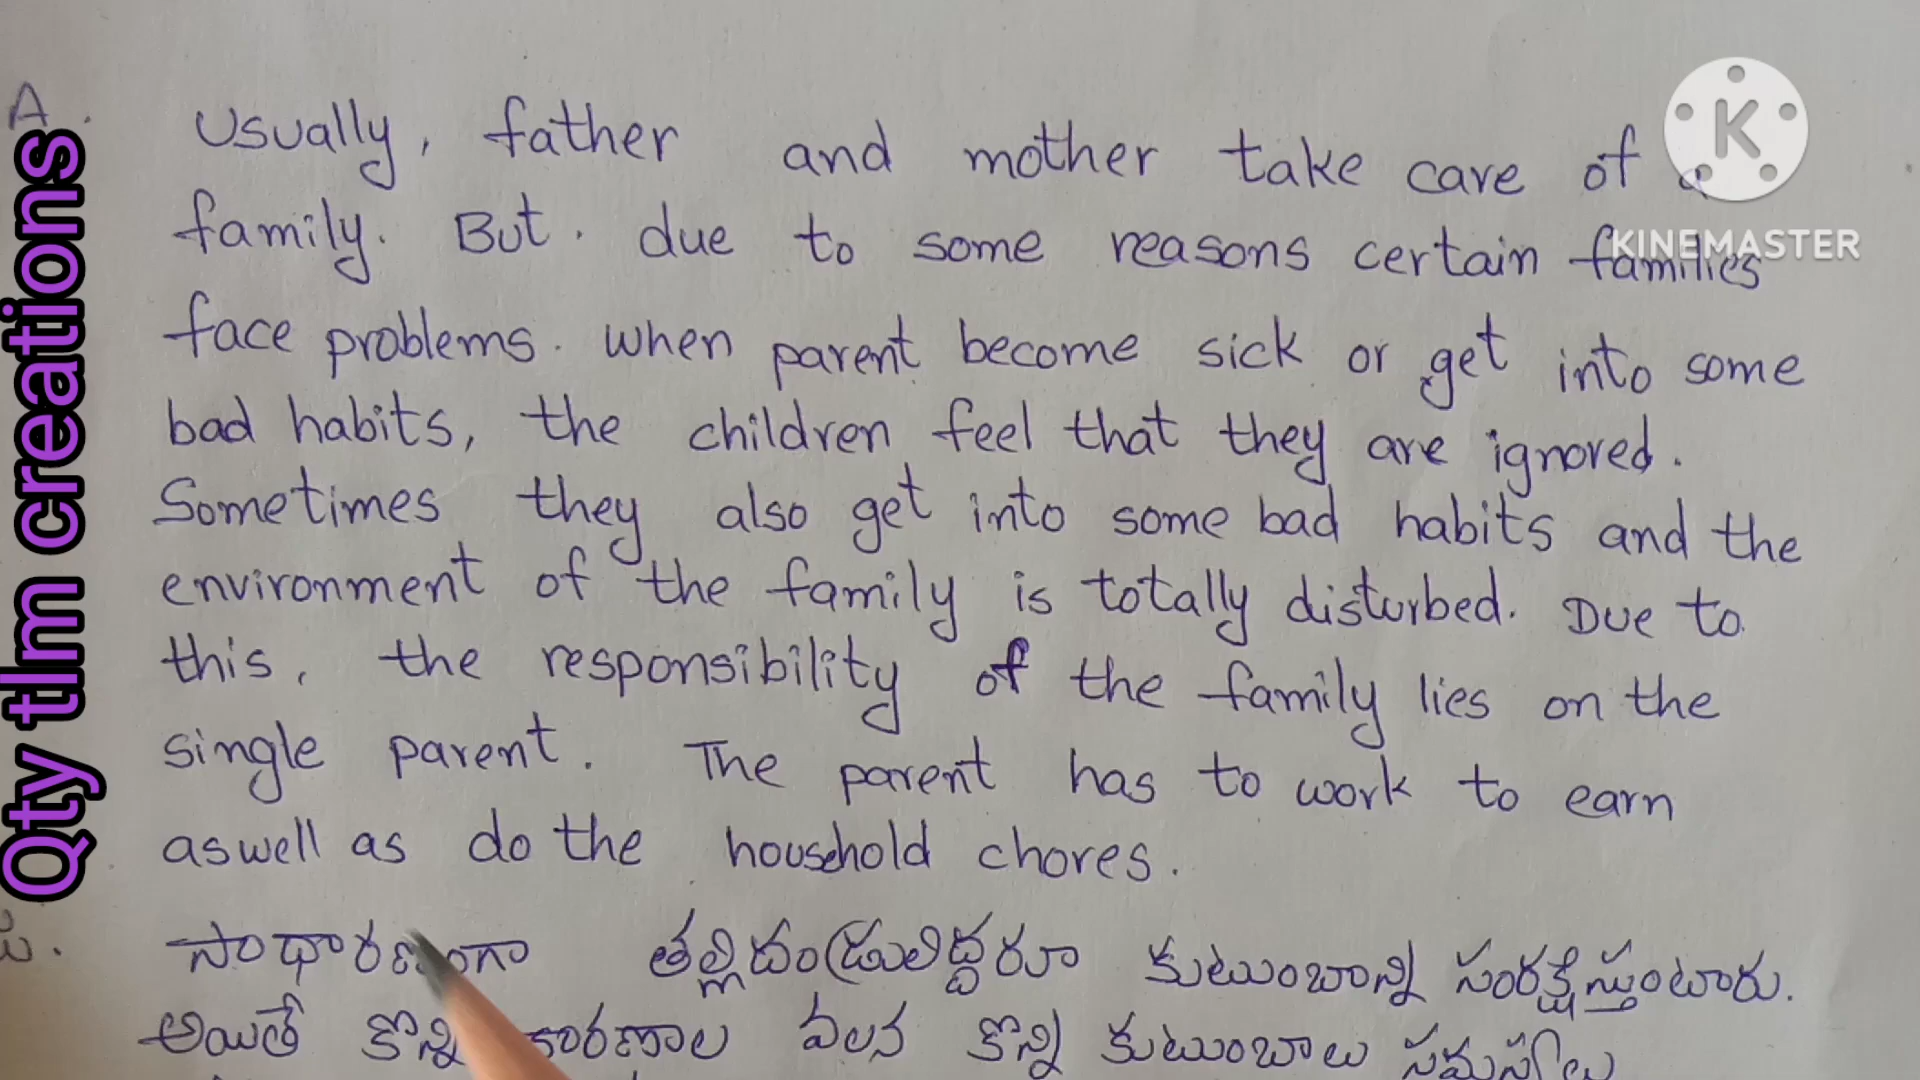 A. Usually, father and mother take care of a
family. But. due to some reasons certain families
face problems. when parent become sick or get into some
bad habits, the children feel that they are ignored.
Sometimes they also get into some bad habits and the
environment of the family is totally disturbed. Due to
this, the responsibility of the family lies on the
single parent. The parent has to work to earn
aswell as do the household chores.
సాధారణంగా తల్లిదండ్రులిద్దరూ కుటుంబాన్ని సంరక్షిస్తుంటారు.
అయితే కొన్ని కారణాల వలన కొన్ని కుటుంబాలు సమస్యలు
Qty tlm creations
K
KINEMASTER